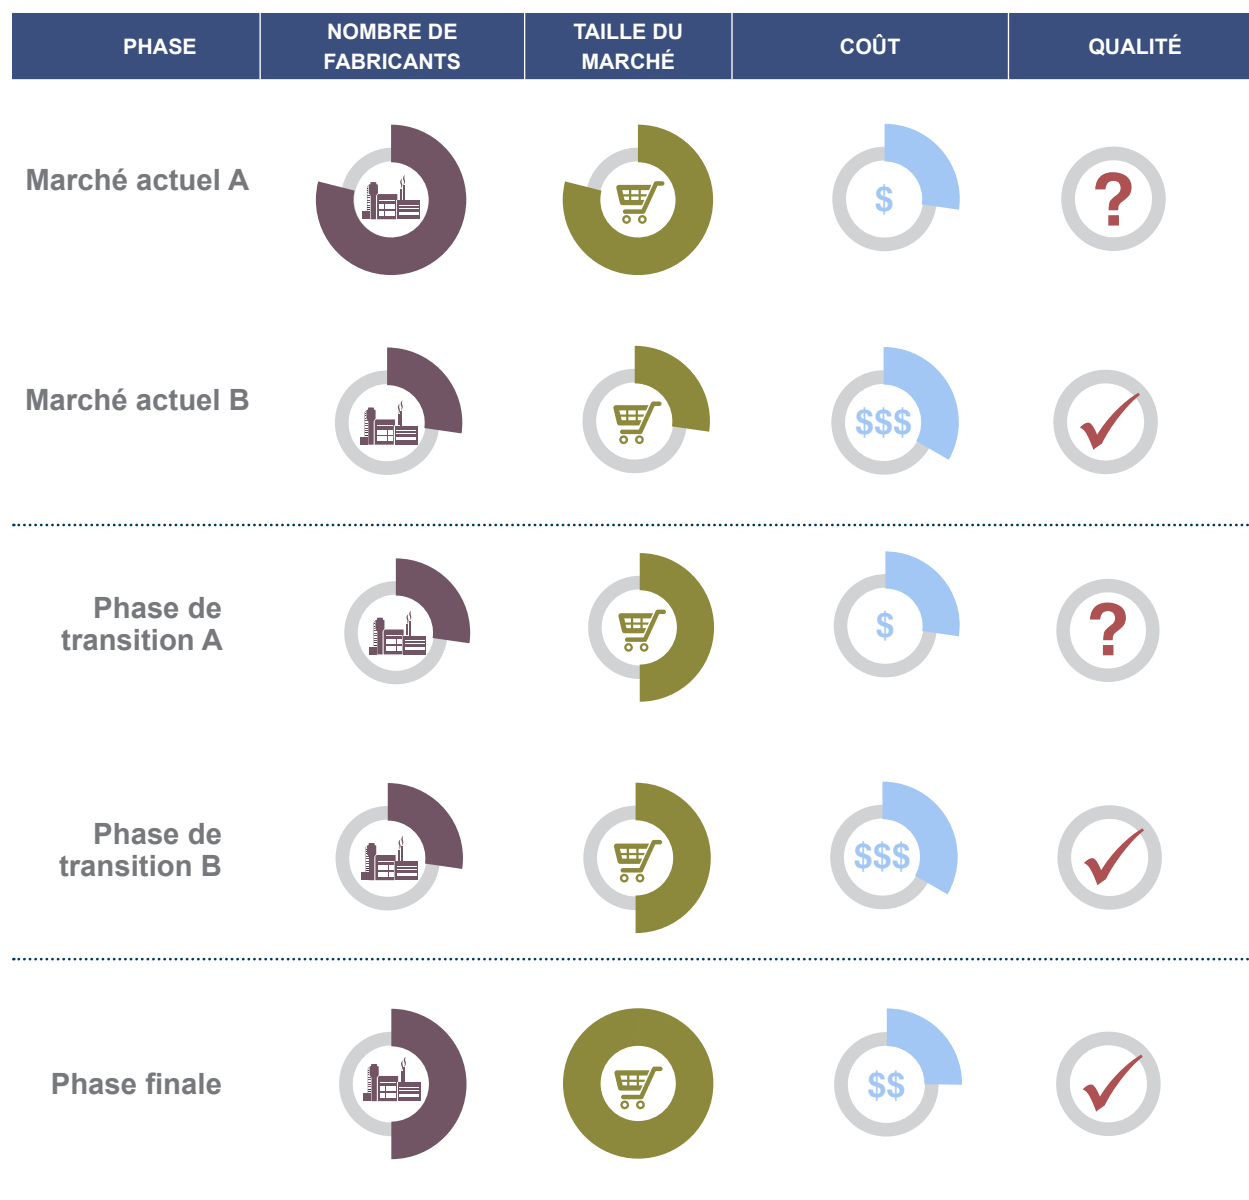 PHASE
NOMBRE DE
FABRICANTS
TAILLE DU
MARCHÉ
COÛT
QUALITÉ
Marché actuel A
$
?
Marché actuel B
$$$
Phase de
transition A
$
?
Phase de
transition B
$$$
Phase finale
$$